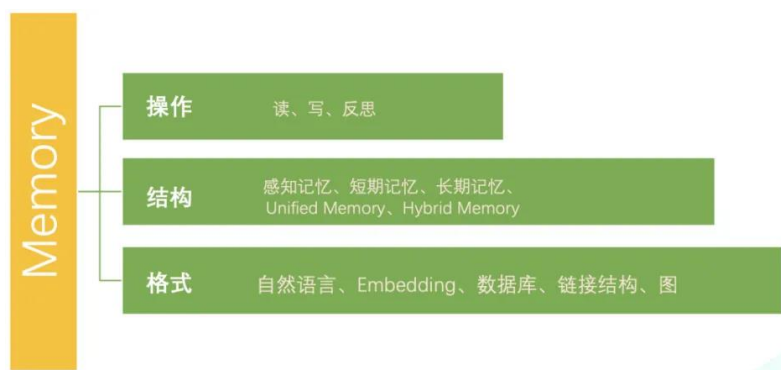 Memory
操作
读、写、反思
结构
感知记忆、短期记忆、长期记忆、
Unified Memory、Hybrid Memory
格式
自然语言、Embedding、数据库、链接结构、图